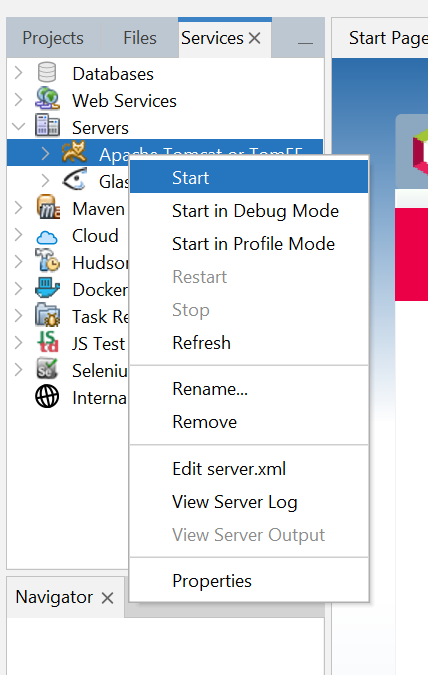 Projects
Files
Services
Start Page
Databases
Web Services
Servers
Apache Tomcat or TomEE
Start
Start in Debug Mode
Start in Profile Mode
Restart
Stop
Refresh
Rename...
Remove
Edit server.xml
View Server Log
View Server Output
Properties
Glas
Maven
Cloud
Hudson
Docker
Task Re
JS Test
Seleniu
Interna
Navigator